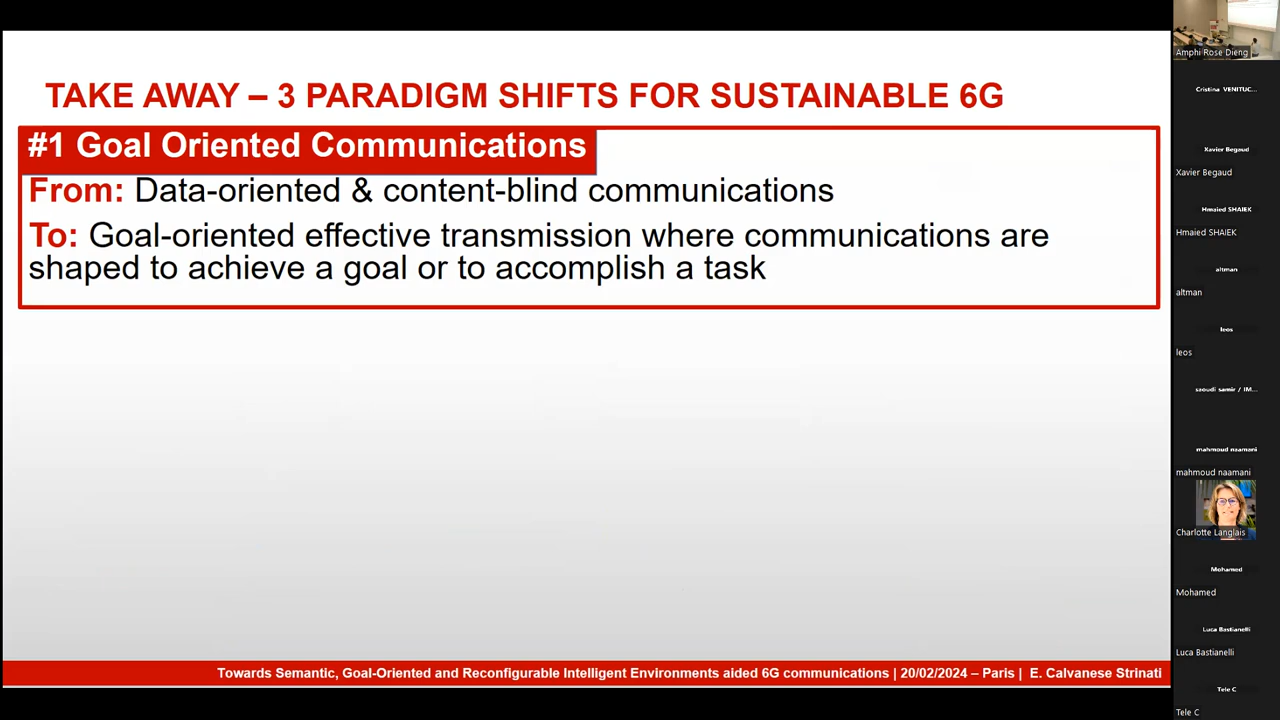 TAKE AWAY – 3 PARADIGM SHIFTS FOR SUSTAINABLE 6G
#1 Goal Oriented Communications
From: Data-oriented & content-blind communications
To: Goal-oriented effective transmission where communications are
shaped to achieve a goal or to accomplish a task
Towards Semantic, Goal-Oriented and Reconfigurable Intelligent Environments aided 6G communications | 20/02/2024 – Paris | E. Calvanese Strinati
Amphi Rose Dieng
Cristina VENITUC...
Xavier Begaud
Xavier Begaud
Hmaied SHAIEK
Hmaied SHAIEK
altman
altman
leos
leos
saoudi samir / IM...
mahmoud naamani
mahmoud naamani
Charlotte Langlais
Mohamed
Mohamed
Luca Bastianelli
Luca Bastianelli
Tele C
Tele C